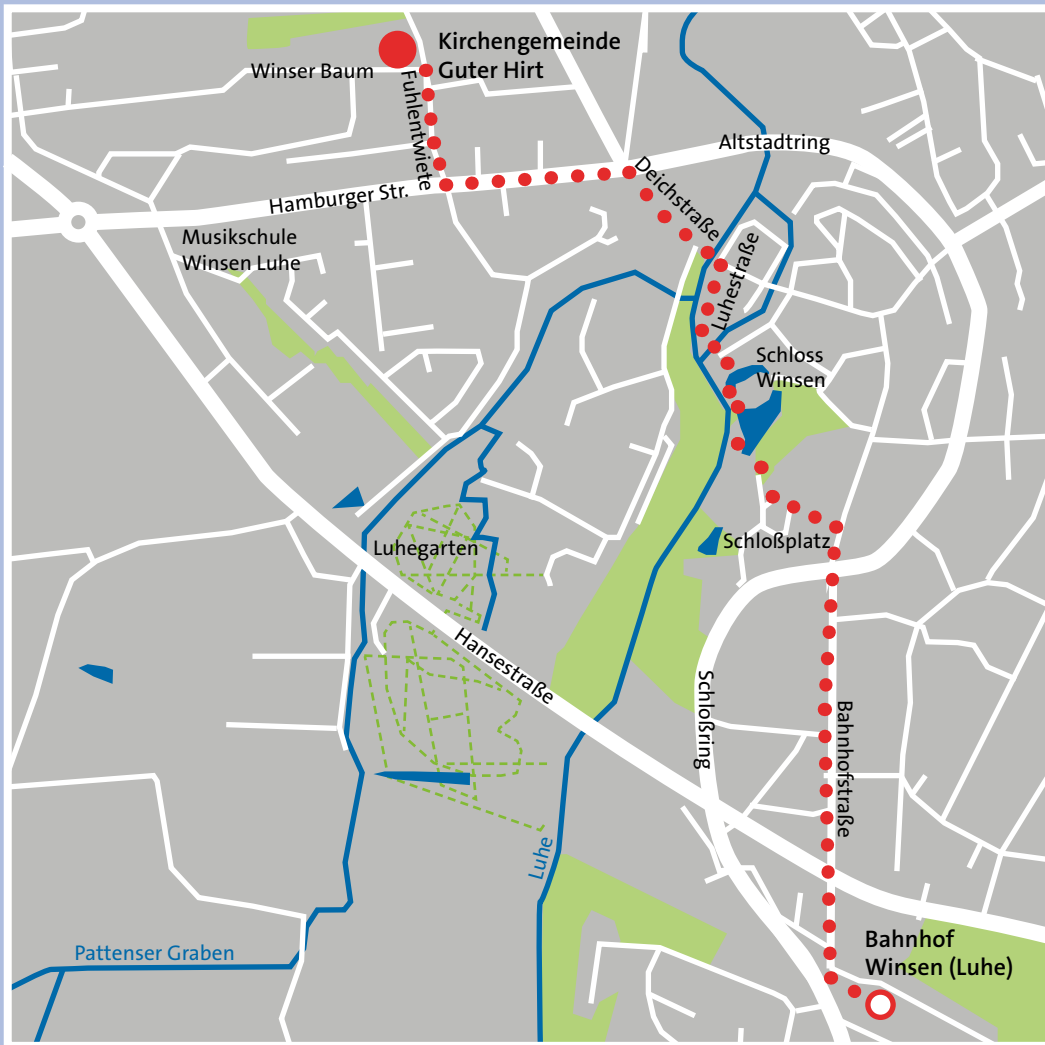 Kirchengemeinde
Guter Hirt
Winser Baum
Fuhlentwiete
Altstadtring
Deichstraße
Hamburger Str.
Musikschule
Winsen Luhe
Luhestraße
Schloss
Winsen
Luhegarten
Schloßplatz
Hansestraße
Schloßring
Bahnhofstraße
Luhe
Pattenser Graben
Bahnhof
Winsen (Luhe)